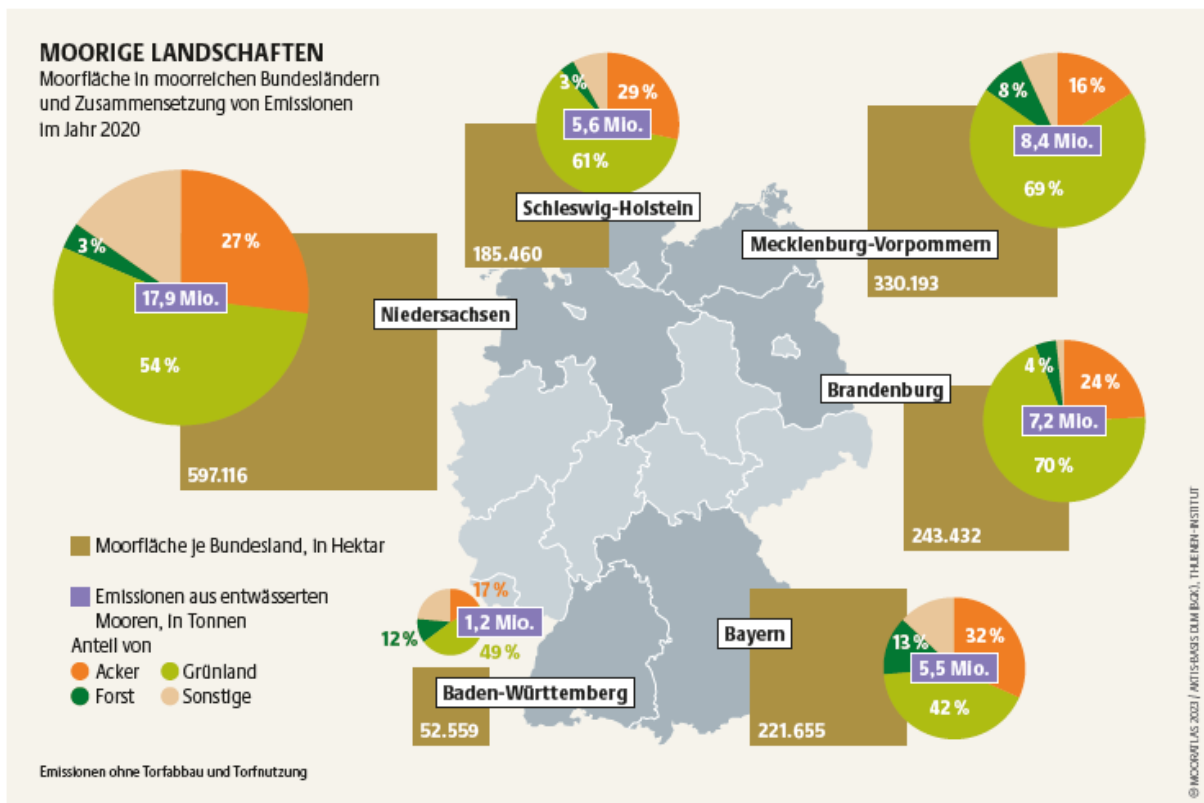 MOORIGE LANDSCHAFTEN
Moorfläche in moorreichen Bundesländern
und Zusammensetzung von Emissionen
im Jahr 2020
3 %
29 %
5,6 Mio.
61 %
Schleswig-Holstein
185.460
8 %
16 %
8,4 Mio.
69 %
Mecklenburg-Vorpommern
330.193
3 %
27 %
17,9 Mio.
54 %
Niedersachsen
597.116
4 %
24 %
7,2 Mio.
70 %
Brandenburg
243.432
Moorfläche je Bundesland, in Hektar
Emissionen aus entwässerten
Mooren, in Tonnen
Anteil von
Acker
Grünland
Forst
Sonstige
17 %
1,2 Mio.
12 %
49 %
Baden-Württemberg
52.559
13 %
32 %
5,5 Mio.
42 %
Bayern
221.655
Emissionen ohne Torfabbau und Torfnutzung
© MOORATLAS 2023 / AKTIS-BASIS DLM (BGK), THUENEN-INSTITUT